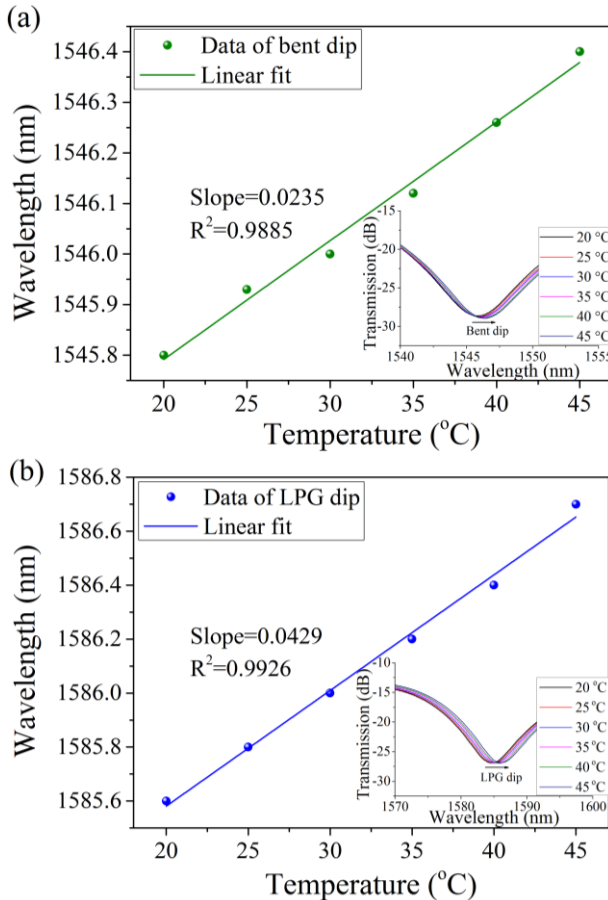 (a)
Data of bent dip
Linear fit
Slope=0.0235
R²=0.9885
Wavelength (nm)
1546.4
1546.3
1546.2
1546.1
1546.0
1545.9
1545.8
20 25 30 35 40 45
Temperature (°C)
Transmission (dB)
-15
-20
-25
-30
1540 1545 1550 1555
Wavelength (nm)
Bent dip
20 °C
25 °C
30 °C
35 °C
40 °C
45 °C
(b)
Data of LPG dip
Linear fit
Slope=0.0429
R²=0.9926
Wavelength (nm)
1586.8
1586.6
1586.4
1586.2
1586.0
1585.8
1585.6
20 25 30 35 40 45
Temperature (°C)
Transmission (dB)
-10
-15
-20
-25
-30
1570 1580 1590 1600
Wavelength (nm)
LPG dip
20 °C
25 °C
30 °C
35 °C
40 °C
45 °C